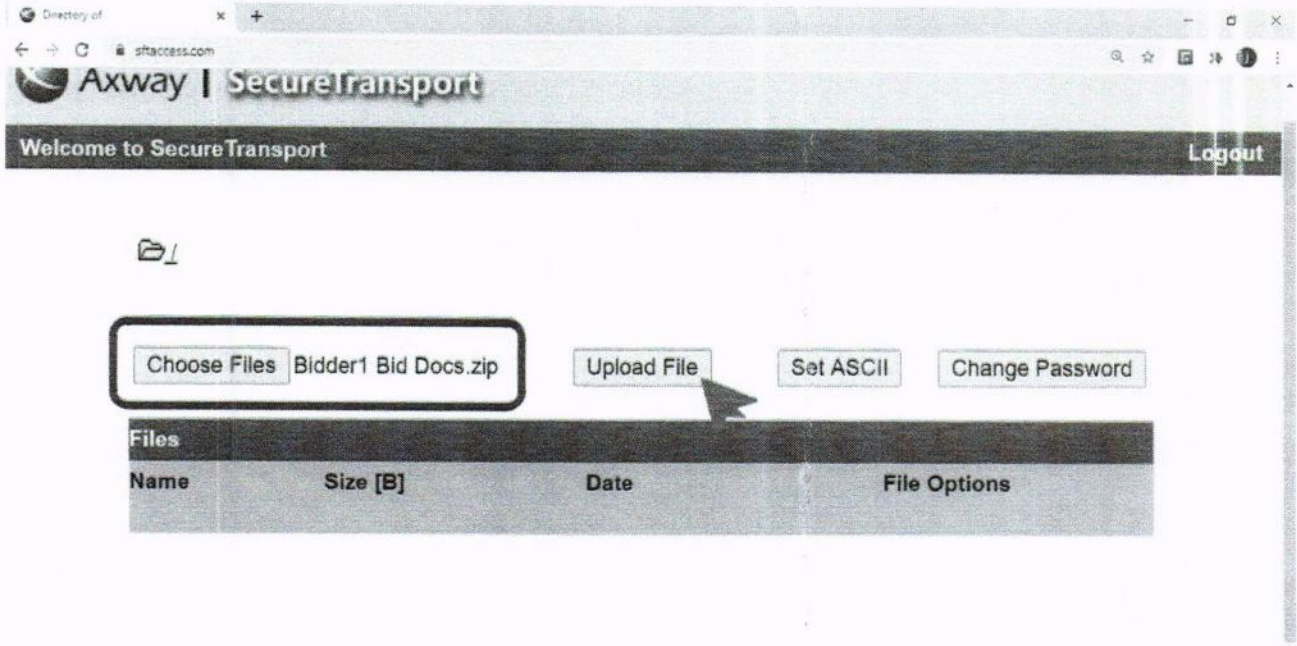 Directory of
sftaccess.com
Axway | SecureTransport
Welcome to SecureTransport Logout
/
Choose Files Bidder1 Bid Docs.zip Upload File Set ASCII Change Password
Files
Name Size [B] Date File Options